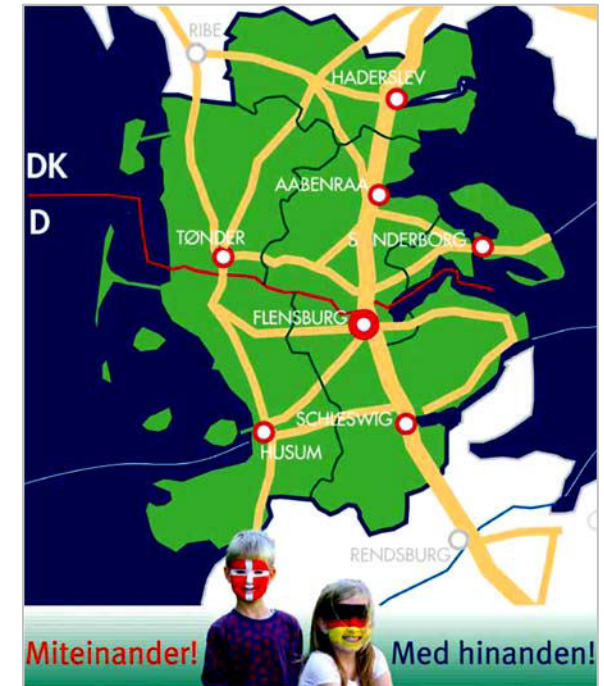 RIBE
HADERSLEV
DK
AABENRAA
D
TØNDER
SØNDERBORG
FLENSBURG
SCHLESWIG
HUSUM
RENDSBURG
Miteinander!
Med hinanden!